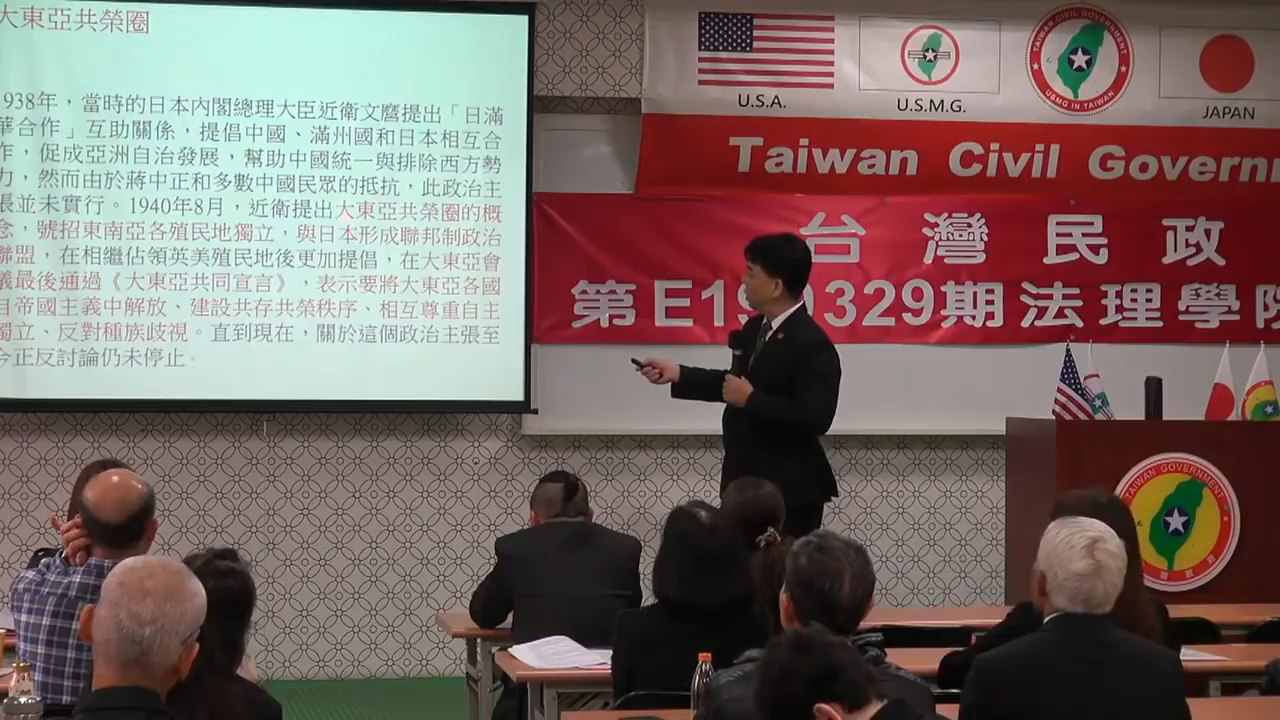 大東亞共榮圈
938年，當時的日本內閣總理大臣近衛文麿提出「日滿
華合作」互助關係，提倡中國、滿州國和日本相互合
作，促成亞洲自治發展，幫助中國統一與排除西方勢
力，然而由於蔣中正和多數中國民眾的抵抗，此政治主
張並未實行。1940年8月，近衛提出大東亞共榮圈的概
念，號招東南亞各殖民地獨立，與日本形成聯邦制政治
聯盟，在相繼佔領英美殖民地後更加提倡，在大東亞會
議最後通過《大東亞共同宣言》，表示要將大東亞各國
自帝國主義中解放、建設共存共榮秩序、相互尊重自主
獨立、反對種族歧視。直到現在，關於這個政治主張至
今正反討論仍未停止。
U.S.A.
U.S.M.G.
TAIWAN CIVIL GOVERNMENT
USMG IN TAIWAN
JAPAN
Taiwan Civil Governm
台灣民政
第E190329期法理學院
TAIWAN GOVERNMENT